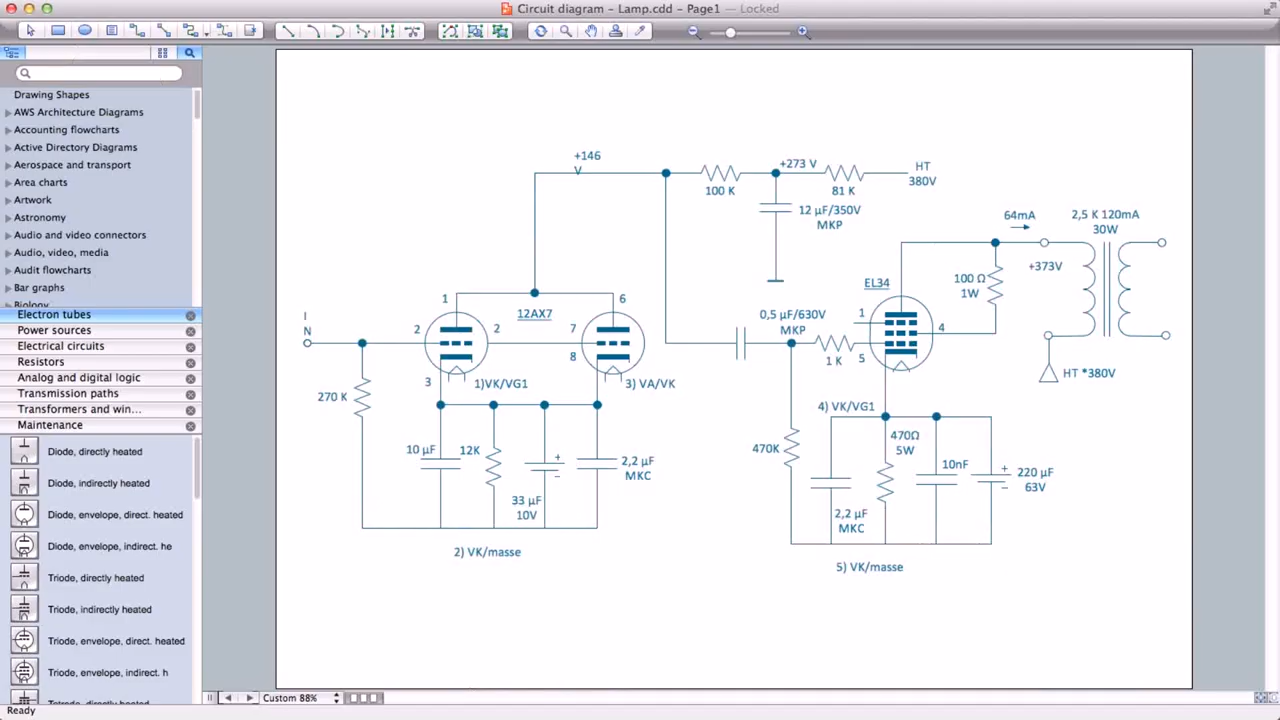 Circuit diagram - Lamp.cdd - Page1 - Locked
Drawing Shapes
AWS Architecture Diagrams
Accounting flowcharts
Active Directory Diagrams
Aerospace and transport
Area charts
Artwork
Astronomy
Audio and video connectors
Audio, video, media
Audit flowcharts
Bar graphs
Biology
Electron tubes
Power sources
Electrical circuits
Resistors
Analog and digital logic
Transmission paths
Transformers and win...
Maintenance
Diode, directly heated
Diode, indirectly heated
Diode, envelope, direct. heated
Diode, envelope, indirect. he
Triode, directly heated
Triode, indirectly heated
Triode, envelope, direct. heated
Triode, envelope, indirect. h
Tetrode, directly heated
+146
V
100 K
+273 V
81 K
HT
380V
12 µF/350V
MKP
64mA
2,5 K 120mA
30W
+373V
100 Ω
1W
EL34
1
4
5
0,5 µF/630V
MKP
1 K
HT *380V
I
N
1
2
3
2
12AX7
6
7
8
1)VK/VG1
3) VA/VK
270 K
10 µF
12K
33 µF
10V
+
−
2,2 µF
MKC
2) VK/masse
4) VK/VG1
470K
2,2 µF
MKC
470Ω
5W
10nF
+
−
220 µF
63V
5) VK/masse
Custom 88%
Ready